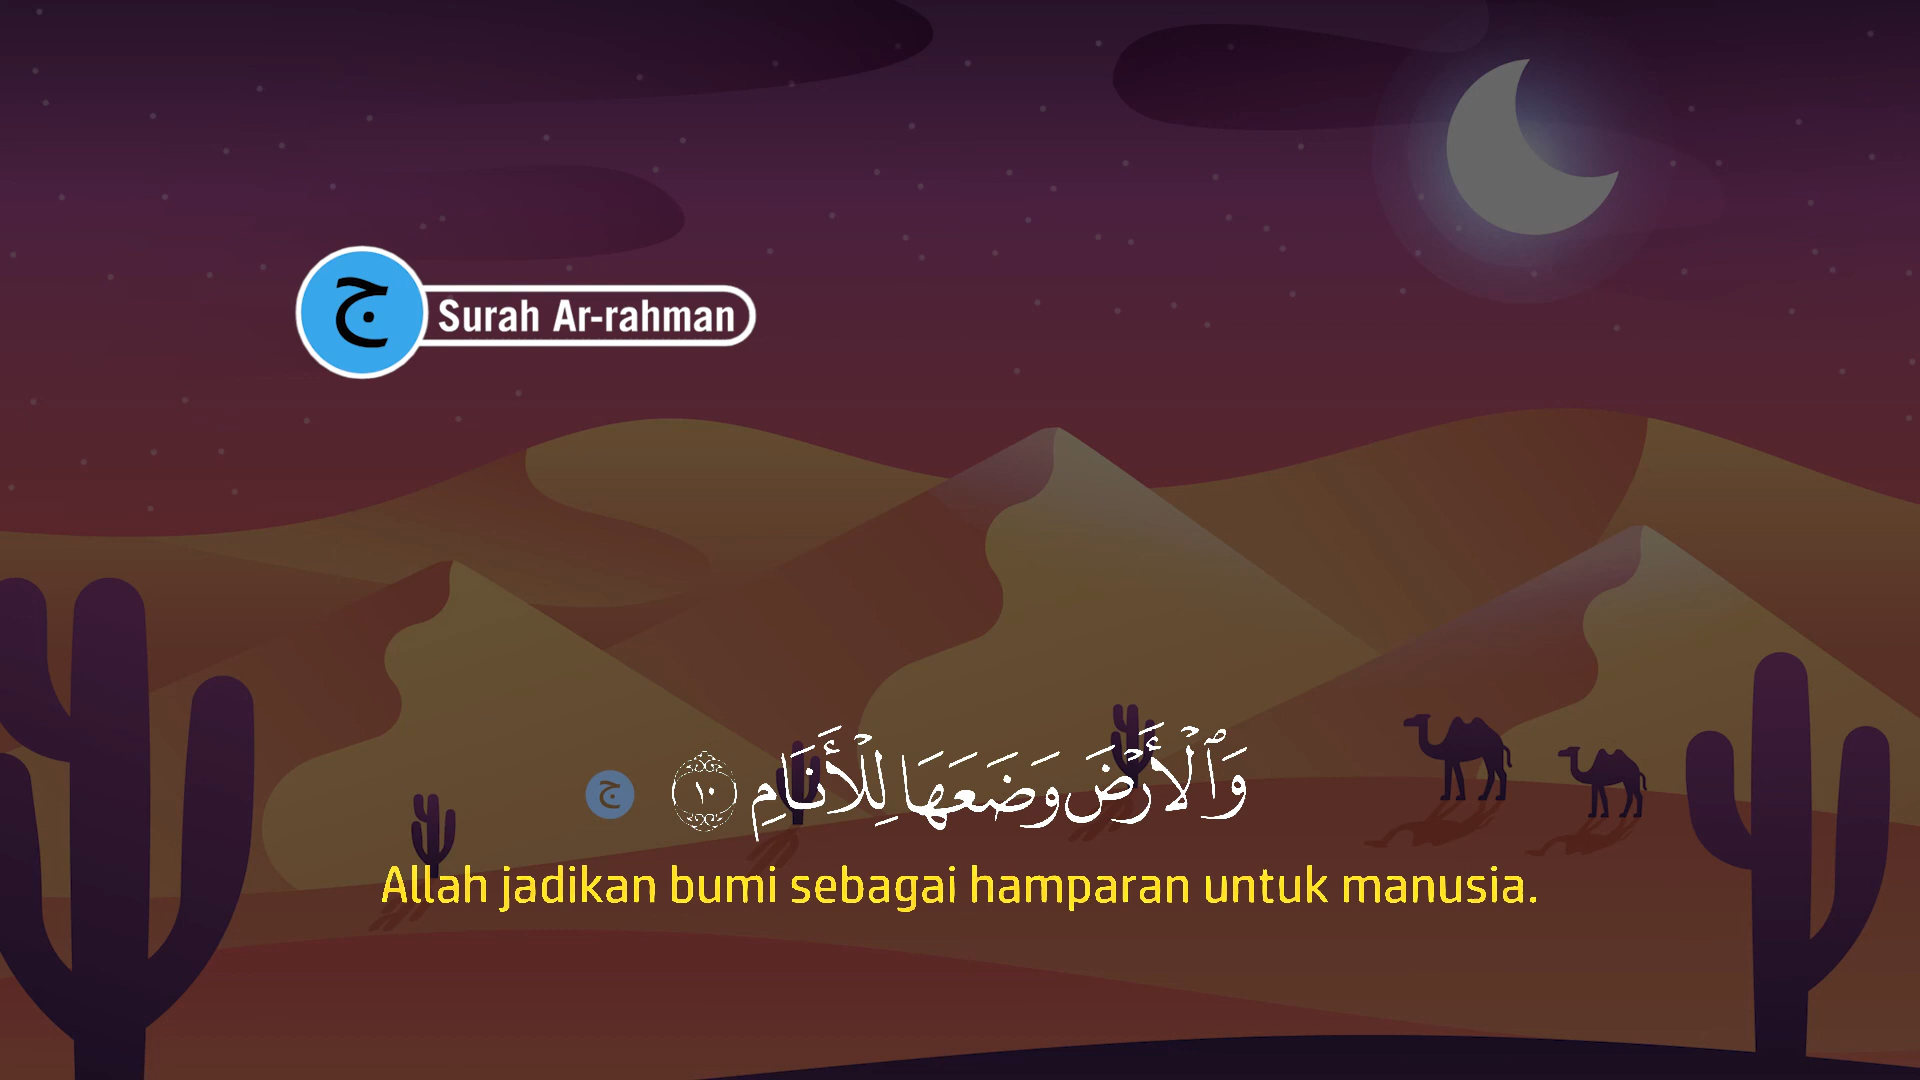 ج Surah Ar-rahman
وَٱلْأَرْضَ وَضَعَهَا لِلْأَنَامِ ١٠ ج
Allah jadikan bumi sebagai hamparan untuk manusia.